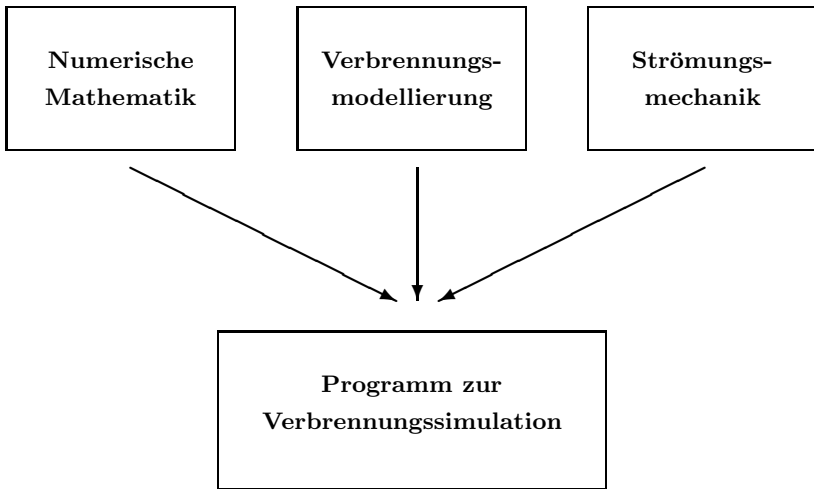 Numerische
Mathematik
Verbrennungs-
modellierung
Strömungs-
mechanik
Programm zur
Verbrennungssimulation